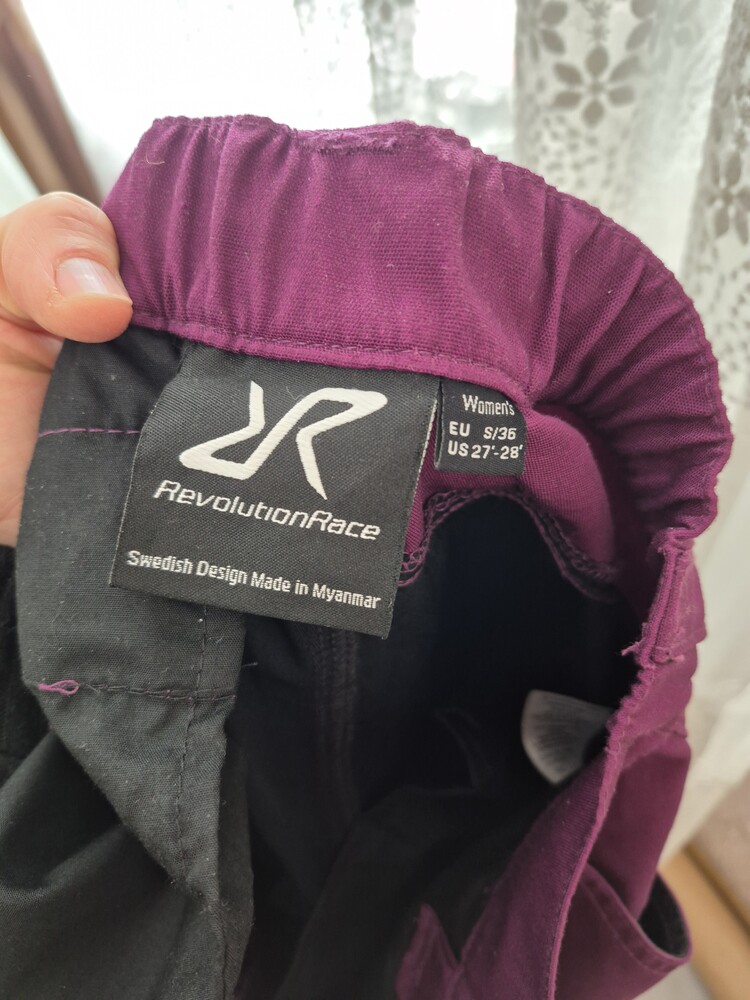 RevolutionRace
Swedish Design Made in Myanmar
Women's
EU S/36
US 27'-28'